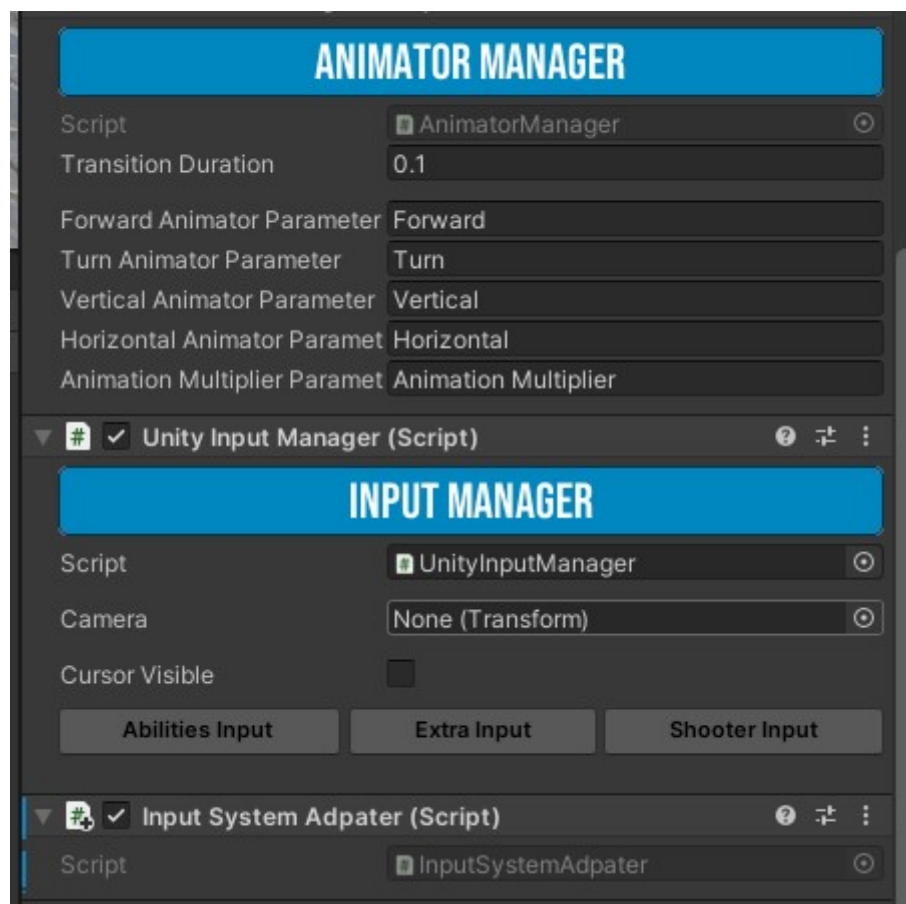 ANIMATOR MANAGER
Script AnimatorManager
Transition Duration 0.1
Forward Animator Parameter Forward
Turn Animator Parameter Turn
Vertical Animator Parameter Vertical
Horizontal Animator Paramet Horizontal
Animation Multiplier Paramet Animation Multiplier
# Unity Input Manager (Script)
INPUT MANAGER
Script # UnityInputManager
Camera None (Transform)
Cursor Visible
Abilities Input Extra Input Shooter Input
# Input System Adpater (Script)
Script # InputSystemAdpater